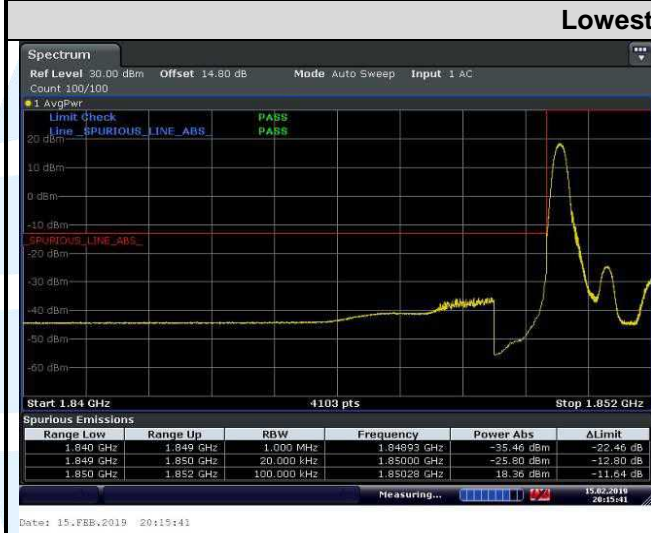 Lowest
Spectrum
Ref Level 30.00 dBm Offset 14.80 dB Mode Auto Sweep Input 1 AC
Count 100/100
1 AvgPwr
Limit Check PASS
Line _SPURIOUS_LINE_ABS_ PASS
20 dBm
10 dBm
0 dBm
-10 dBm
_SPURIOUS_LINE_ABS_
-20 dBm
-30 dBm
-40 dBm
-50 dBm
-60 dBm
Start 1.84 GHz 4103 pts Stop 1.852 GHz
Spurious Emissions
Range Low Range Up RBW Frequency Power Abs ΔLimit
1.840 GHz 1.849 GHz 1.000 MHz 1.84893 GHz -35.46 dBm -22.46 dB
1.849 GHz 1.850 GHz 20.000 kHz 1.85000 GHz -25.80 dBm -12.80 dB
1.850 GHz 1.852 GHz 100.000 kHz 1.85028 GHz 18.36 dBm -11.64 dB
Measuring... 15.02.2019
20:15:41
Date: 15.FEB.2019 20:15:41